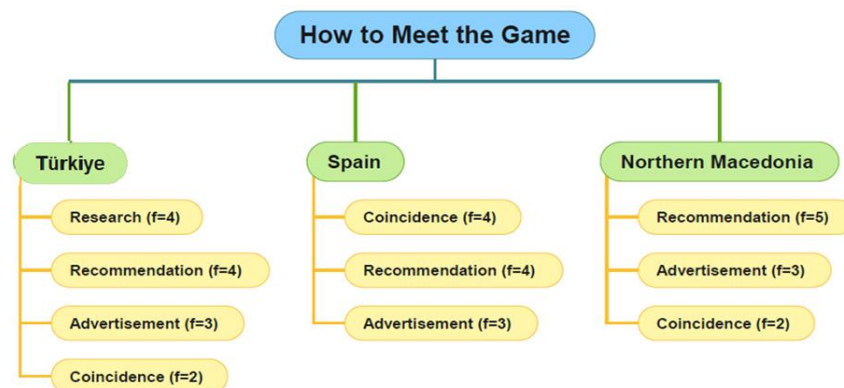 How to Meet the Game
Türkiye
Research (f=4)
Recommendation (f=4)
Advertisement (f=3)
Coincidence (f=2)
Spain
Coincidence (f=4)
Recommendation (f=4)
Advertisement (f=3)
Northern Macedonia
Recommendation (f=5)
Advertisement (f=3)
Coincidence (f=2)